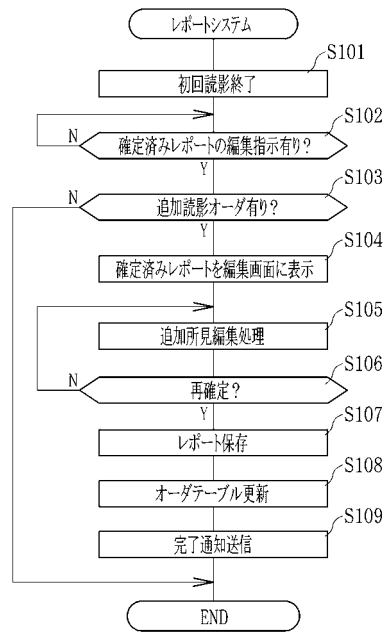 レポートシステム
S101
初回読影終了
S102
N
確定済みレポートの編集指示有り?
Y
S103
N
追加読影オーダ有り?
Y
S104
確定済みレポートを編集画面に表示
S105
追加所見編集処理
S106
N
再確定?
Y
S107
レポート保存
S108
オーダテーブル更新
S109
完了通知送信
END